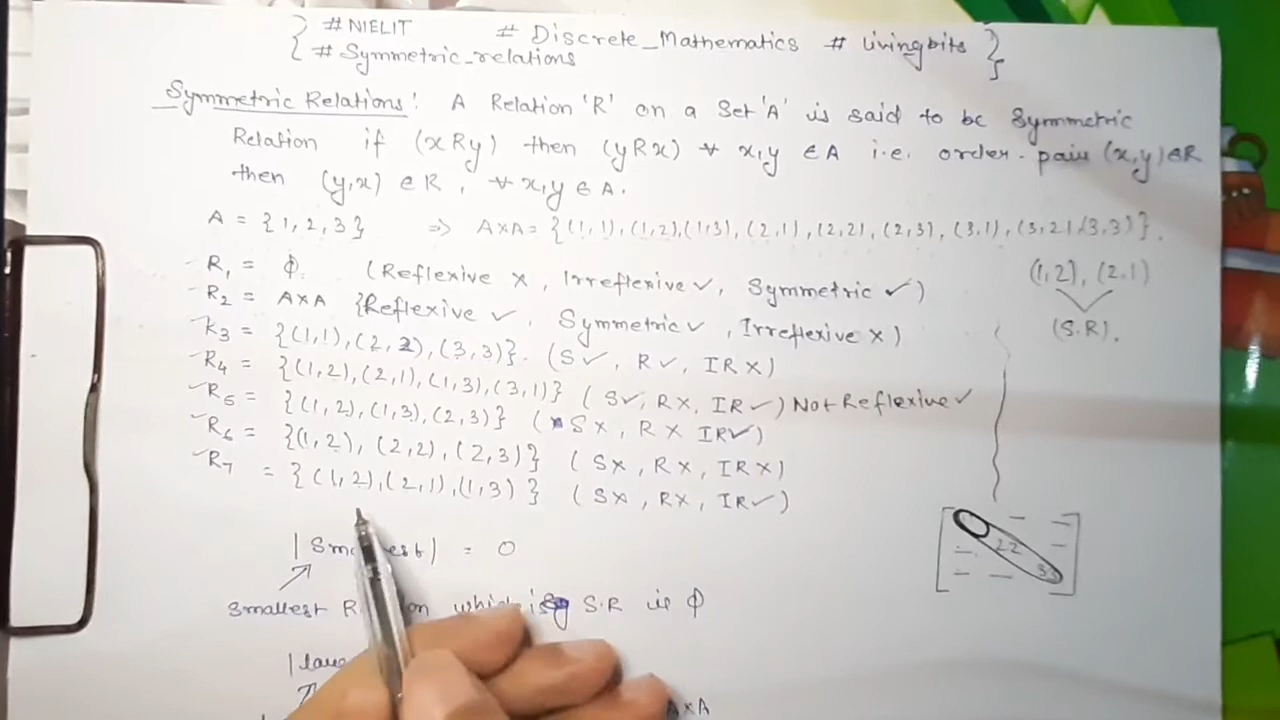 { #NIELIT # Discrete_Mathematics # Livingbits }
# Symmetric_relations
Symmetric Relations: A Relation 'R' on a Set 'A' is said to be Symmetric
Relation if (xRy) then (yRx) ∀ x,y ∈ A i.e. order-pair (x,y) ∈ R
then (y,x) ∈ R, ∀ x,y ∈ A.
A = {1,2,3} ⇒ A×A = {(1,1),(1,2),(1,3),(2,1),(2,2),(2,3),(3,1),(3,2),(3,3)}.
R₁ = ϕ. (Reflexive ×, Irreflexive ✓, Symmetric ✓)
(1,2), (2,1)
(S.R).
R₂ = A×A {Reflexive ✓, Symmetric ✓, Irreflexive ×)
R₃ = {(1,1),(2,2),(3,3)}. (S✓, R✓, IR×)
R₄ = {(1,2),(2,1),(1,3),(3,1)} (S✓, R×, IR✓) Not Reflexive ✓
R₅ = {(1,2),(1,3),(2,3)} (S×, R× IR✓)
R₆ = {(1,2),(2,2),(2,3)} (S×, R×, IR×)
R₇ = {(1,2),(2,1),(1,3)} (S×, R×, IR✓)
22
33
= 0
Smallest which is S.R is ϕ
A×A